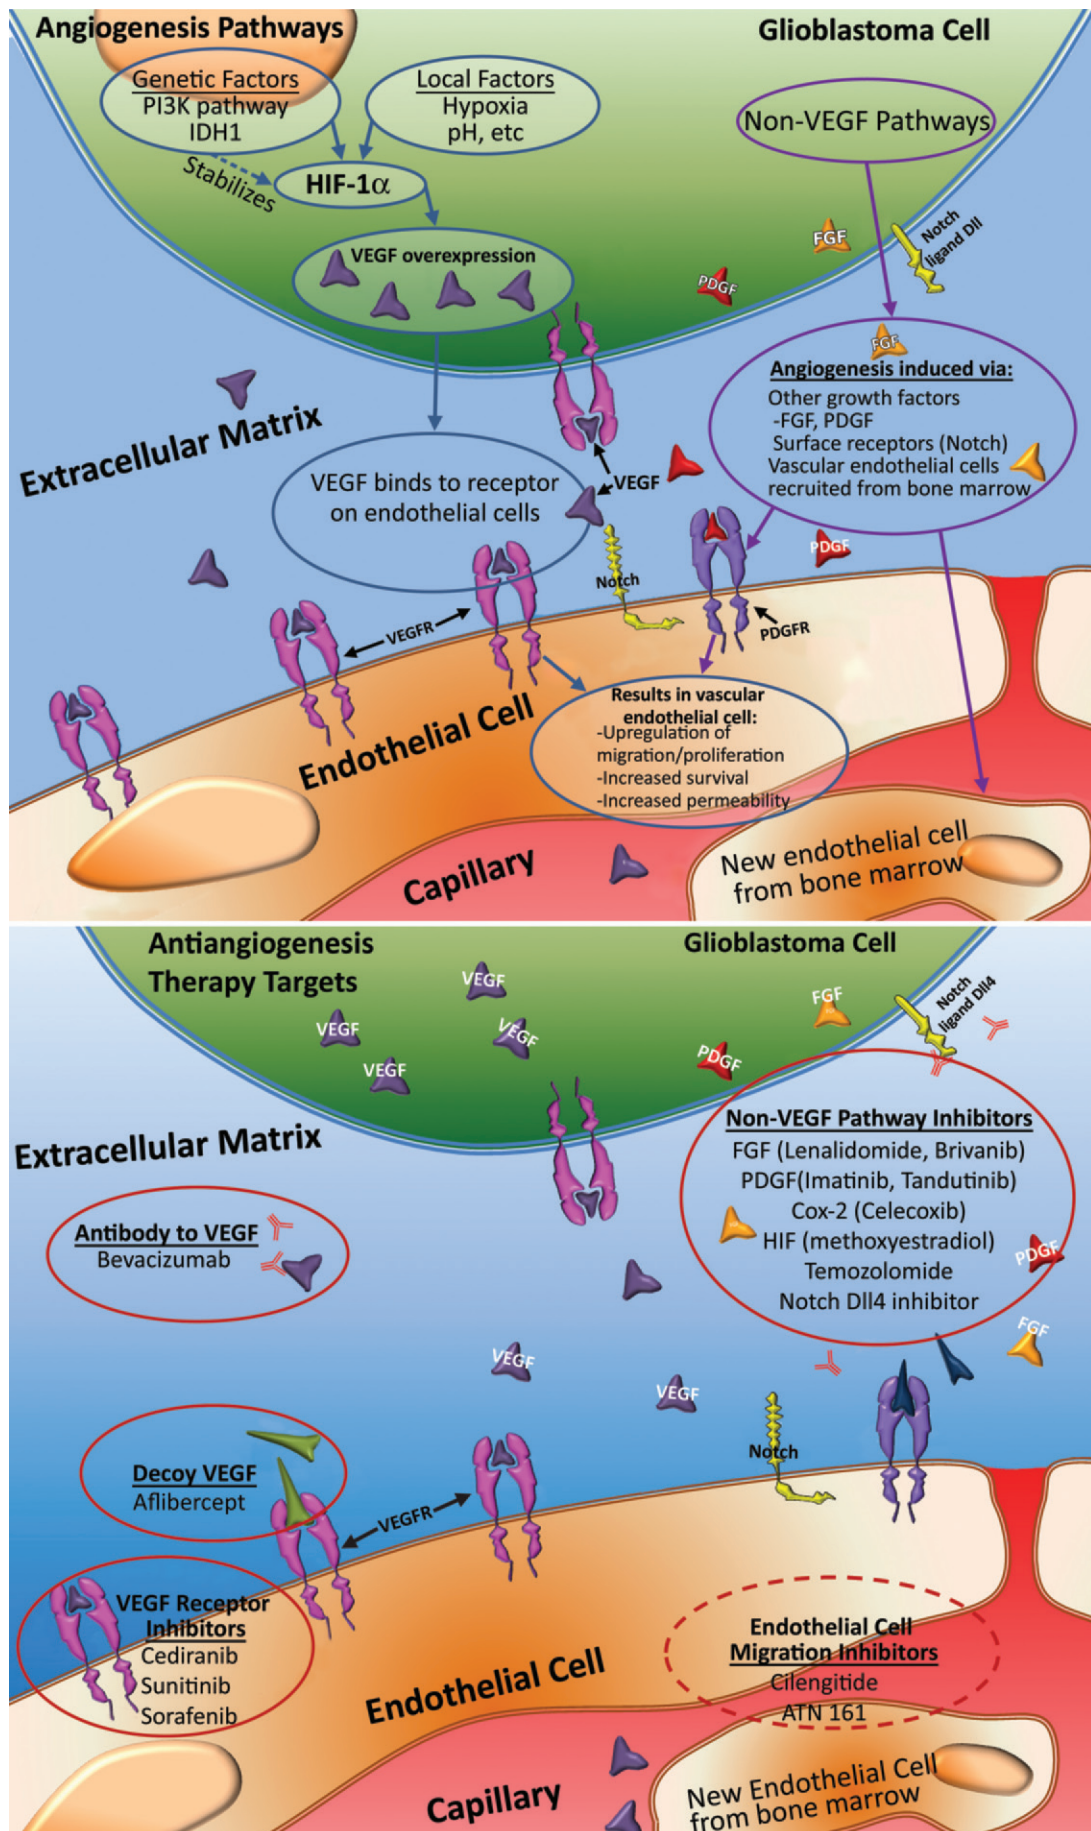 Angiogenesis Pathways
Glioblastoma Cell
Genetic Factors
PI3K pathway
IDH1
Local Factors
Hypoxia
pH, etc
Non-VEGF Pathways
Stabilizes
HIF-1α
VEGF overexpression
FGF
Notch
ligand Dll
PDGF
FGF
Angiogenesis induced via:
Other growth factors
-FGF, PDGF
Surface receptors (Notch)
Vascular endothelial cells
recruited from bone marrow
Extracellular Matrix
VEGF binds to receptor
on endothelial cells
VEGF
PDGF
Notch
VEGFR
PDGFR
Endothelial Cell
Results in vascular
endothelial cell:
-Upregulation of
migration/proliferation
-Increased survival
-Increased permeability
Capillary
New endothelial cell
from bone marrow
Antiangiogenesis
Therapy Targets
Glioblastoma Cell
VEGF
VEGF
VEGF
VEGF
FGF
Notch
ligand Dll4
PDGF
Extracellular Matrix
Non-VEGF Pathway Inhibitors
FGF (Lenalidomide, Brivanib)
PDGF(Imatinib, Tandutinib)
Cox-2 (Celecoxib)
HIF (methoxyestradiol)
Temozolomide
Notch Dll4 inhibitor
PDGF
FGF
Antibody to VEGF
Bevacizumab
VEGF
VEGF
Decoy VEGF
Aflibercept
VEGFR
Notch
VEGF Receptor
Inhibitors
Cediranib
Sunitinib
Sorafenib
Endothelial Cell
Endothelial Cell
Migration Inhibitors
Cilengitide
ATN 161
Capillary
New Endothelial Cell
from bone marrow